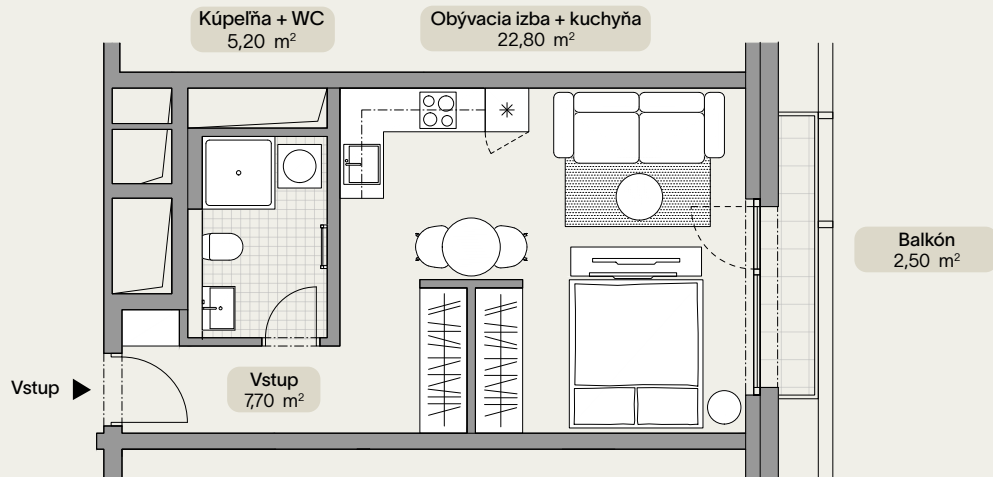 Kúpeľňa + WC
5,20 m²
Obývacia izba + kuchyňa
22,80 m²
Balkón
2,50 m²
Vstup
Vstup
7,70 m²